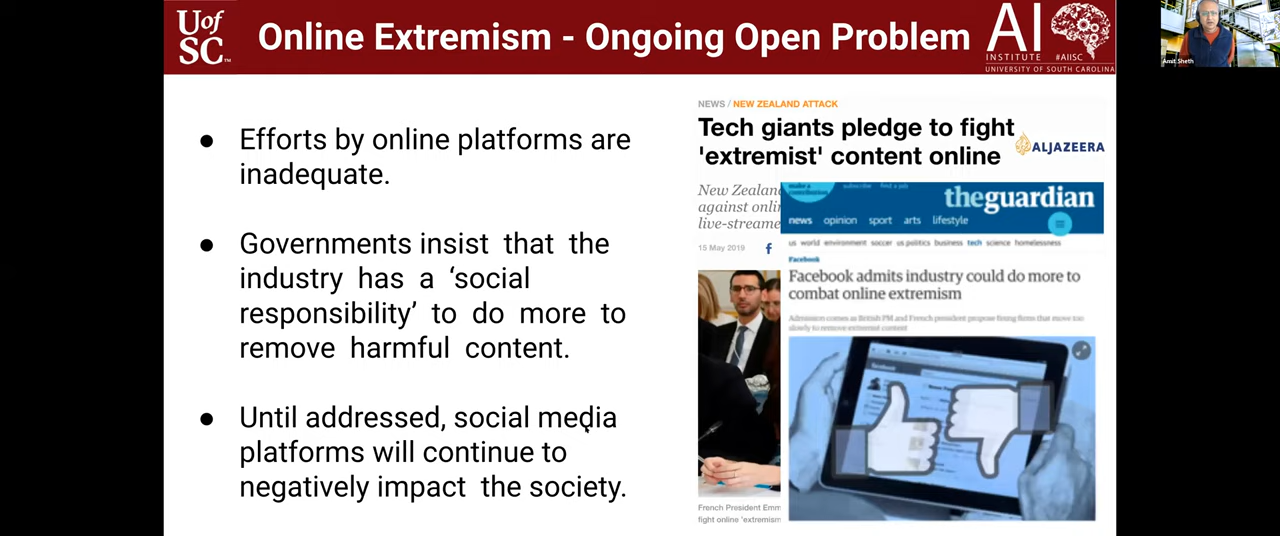 UofSC™
Online Extremism - Ongoing Open Problem
AI
INSTITUTE #AIISC
UNIVERSITY OF SOUTH CAROLINA
Amit Sheth
● Efforts by online platforms are
inadequate.
● Governments insist that the
industry has a ‘social
responsibility’ to do more to
remove harmful content.
● Until addressed, social media
platforms will continue to
negatively impact the society.
NEWS / NEW ZEALAND ATTACK
Tech giants pledge to fight
'extremist' content online
ALJAZEERA
New Zealand
against onli
live-streame
15 May 2019 f
make a
contribution
subscribe find a job
theguardian
news opinion sport arts lifestyle
us world environment soccer us politics business tech science homelessness
Facebook
Facebook admits industry could do more to
combat online extremism
Admission comes as British PM and French president propose fining firms that move too
slowly to remove extremist content
facebook
French President Emm
fight online 'extremism